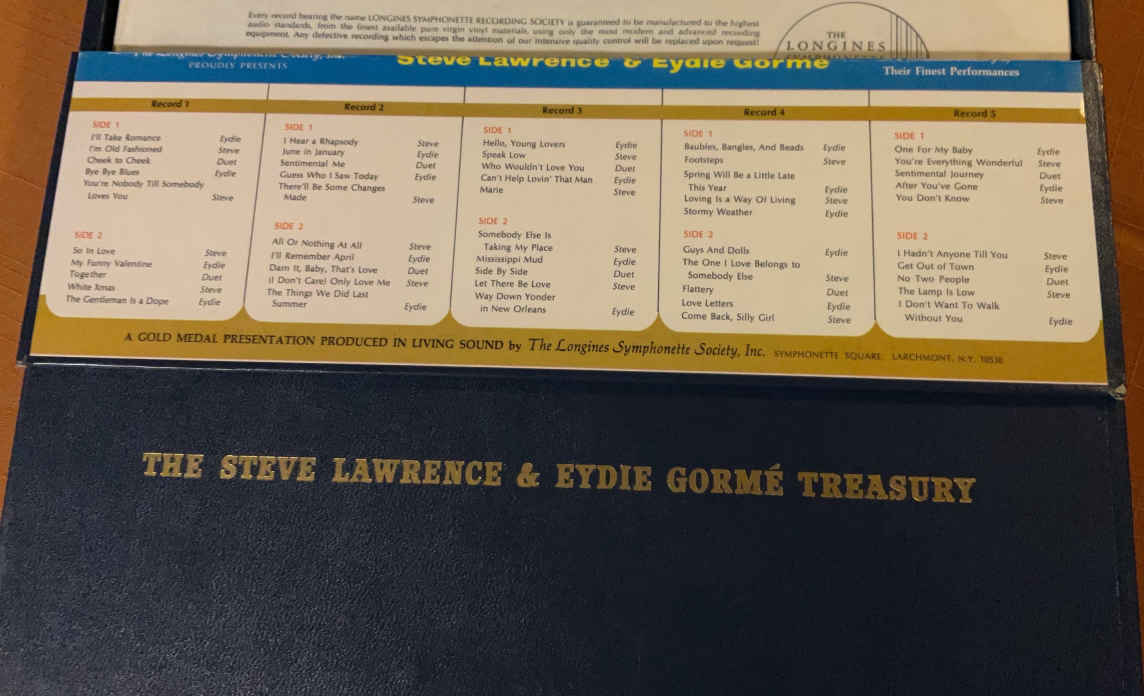 Every record bearing the name LONGINES SYMPHONETTE RECORDING SOCIETY is guaranteed to be manufactured to the highest
audio standards, from the finest available pure virgin vinyl materials, using only the most modern and advanced recording
equipment. Any defective recording which escapes the attention of our intensive quality control will be replaced upon request!
THE
LONGINES
The Longines Symphonette Society, Inc.
PROUDLY PRESENTS
Steve Lawrence & Eydie Gormé
Their Finest Performances
Record 1
SIDE 1
I'll Take Romance Eydie
I'm Old Fashioned Steve
Cheek to Cheek Duet
Bye Bye Blues Eydie
You're Nobody Till Somebody
Loves You Steve
SIDE 2
So In Love Steve
My Funny Valentine Eydie
Together Duet
White Xmas Steve
The Gentleman Is a Dope Eydie
Record 2
SIDE 1
I Hear a Rhapsody Steve
June in January Eydie
Sentimental Me Duet
Guess Who I Saw Today Eydie
There'll Be Some Changes
Made Steve
SIDE 2
All Or Nothing At All Steve
I'll Remember April Eydie
Darn It, Baby, That's Love Duet
(I Don't Care) Only Love Me Steve
The Things We Did Last
Summer Eydie
Record 3
SIDE 1
Hello, Young Lovers Eydie
Speak Low Steve
Who Wouldn't Love You Duet
Can't Help Lovin' That Man Eydie
Marie Steve
SIDE 2
Somebody Else Is
Taking My Place Steve
Mississippi Mud Eydie
Side By Side Duet
Let There Be Love Steve
Way Down Yonder
in New Orleans Eydie
Record 4
SIDE 1
Baubles, Bangles, And Beads Eydie
Footsteps Steve
Spring Will Be a Little Late
This Year Eydie
Loving Is a Way Of Living Steve
Stormy Weather Eydie
SIDE 2
Guys And Dolls Eydie
The One I Love Belongs to
Somebody Else Steve
Flattery Duet
Love Letters Eydie
Come Back, Silly Girl Steve
Record 5
SIDE 1
One For My Baby Eydie
You're Everything Wonderful Steve
Sentimental Journey Duet
After You've Gone Eydie
You Don't Know Steve
SIDE 2
I Hadn't Anyone Till You Steve
Get Out of Town Eydie
No Two People Duet
The Lamp Is Low Steve
I Don't Want To Walk
Without You Eydie
A GOLD MEDAL PRESENTATION PRODUCED IN LIVING SOUND by The Longines Symphonette Society, Inc. SYMPHONETTE SQUARE, LARCHMONT, N.Y. 10538
THE STEVE LAWRENCE & EYDIE GORMÉ TREASURY